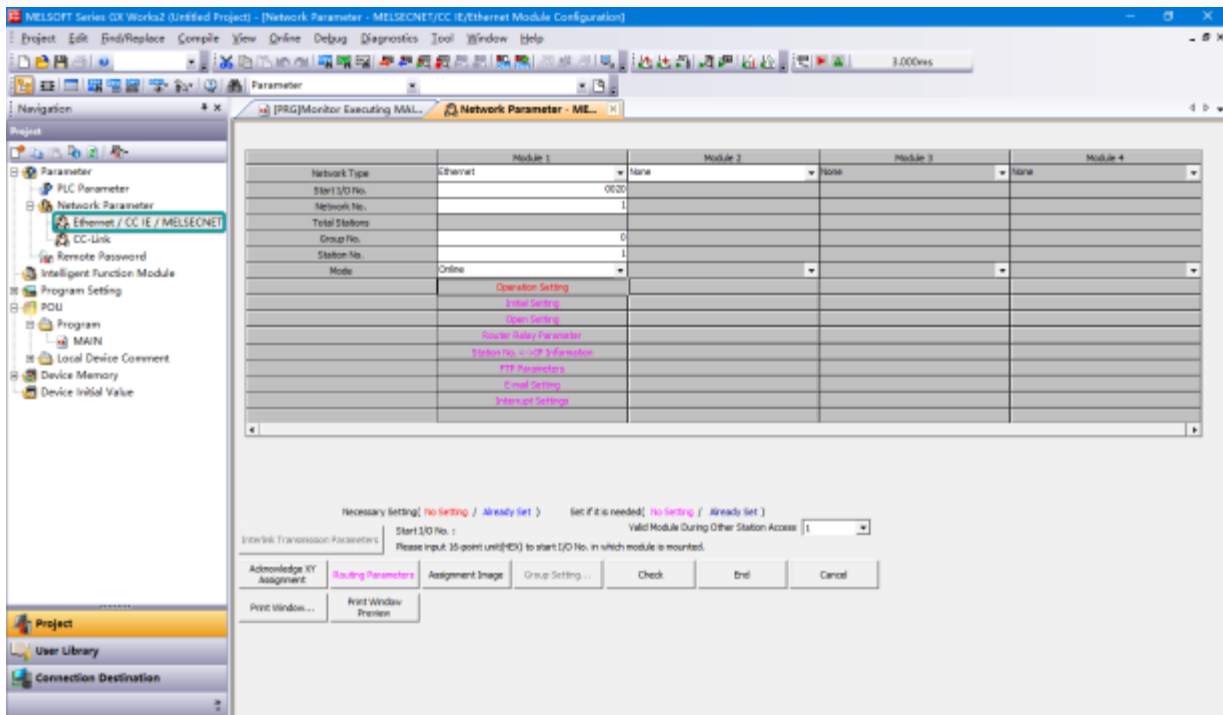 MELSOFT Series GX Works2 (Untitled Project) - [Network Parameter - MELSECNET/CC IE/Ethernet Module Configuration]
Project Edit Find/Replace Compile View Online Debug Diagnostics Tool Window Help
3.000ms
Parameter
Navigation
[PRG]Monitor Executing MAI...
Network Parameter - ME...
Project
Parameter
PLC Parameter
Network Parameter
Ethernet / CC IE / MELSECNET
CC-Link
Remote Password
Intelligent Function Module
Program Setting
POU
Program
MAIN
Local Device Comment
Device Memory
Device Initial Value
Module 1 Module 2 Module 3 Module 4
Network Type Ethernet None None None
Start I/O No. 0020
Network No. 1
Total Stations
Group No. 0
Station No. 1
Mode Online
Operation Setting
Initial Setting
Open Setting
Router Relay Parameter
Station No. <->IP Information
FTP Parameters
E-mail Setting
Interrupt Settings
Necessary Setting( No Setting / Already Set ) Set if it is needed( No Setting / Already Set )
Interlink Transmission Parameters
Start I/O No. :
Valid Module During Other Station Access 1
Please input 16-point unit(HEX) to start I/O No. in which module is mounted.
Acknowledge XY Assignment
Routing Parameters
Assignment Image
Group Setting...
Check
End
Cancel
Print Window...
Print Window Preview
Project
User Library
Connection Destination